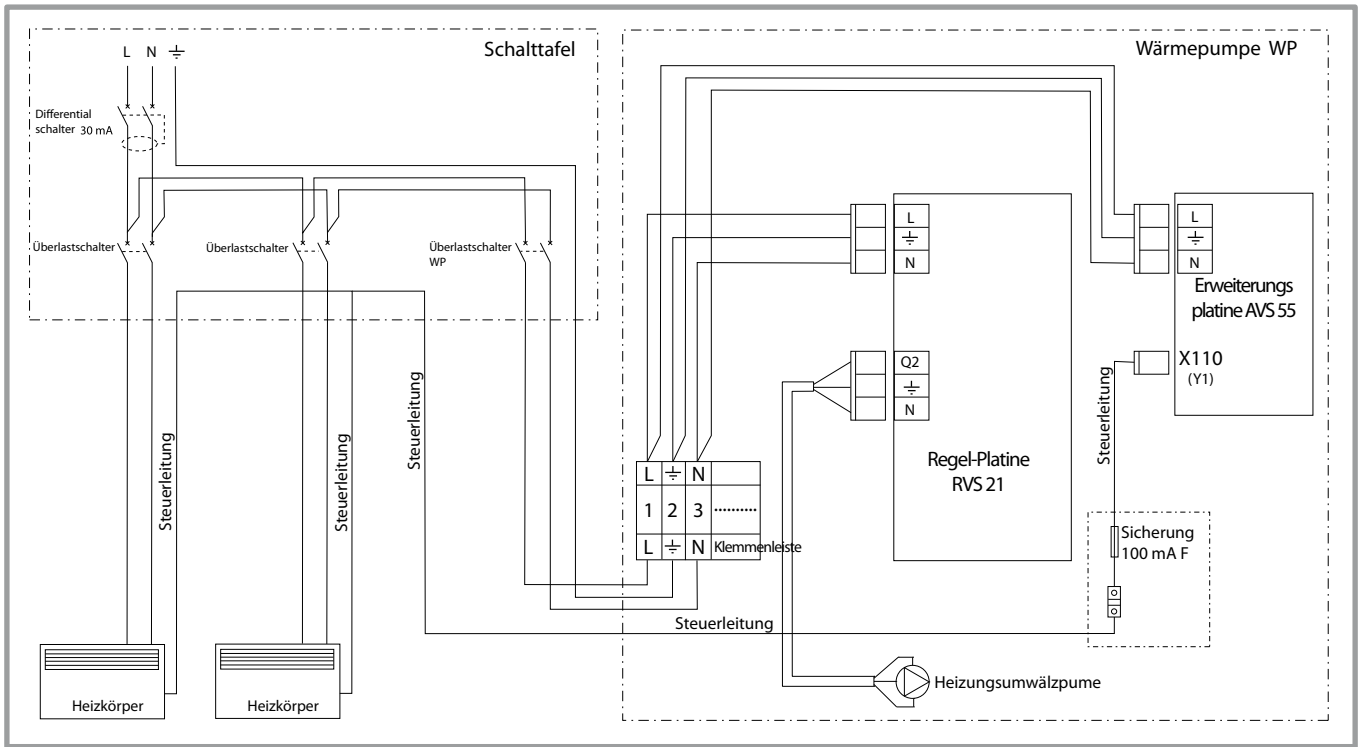 Schalttafel
L N
Differential
schalter 30 mA
Überlastschalter
Überlastschalter
Überlastschalter
WP
Steuerleitung
Steuerleitung
Steuerleitung
Heizkörper
Heizkörper
Wärmepumpe WP
L
N
Q2
N
Regel-Platine
RVS 21
L
N
Erweiterungs
platine AVS 55
X110
(Y1)
Steuerleitung
Sicherung
100 mA F
L N
1 2 3 ..........
L N Klemmenleiste
Steuerleitung
Heizungsumwälzpume